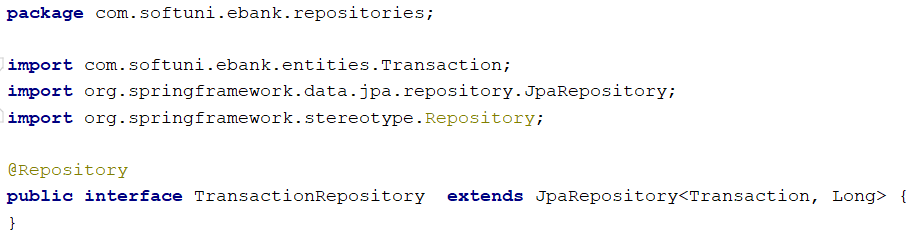 package com.softuni.ebank.repositories;
import com.softuni.ebank.entities.Transaction;
import org.springframework.data.jpa.repository.JpaRepository;
import org.springframework.stereotype.Repository;
@Repository
public interface TransactionRepository  extends JpaRepository<Transaction, Long> {
}